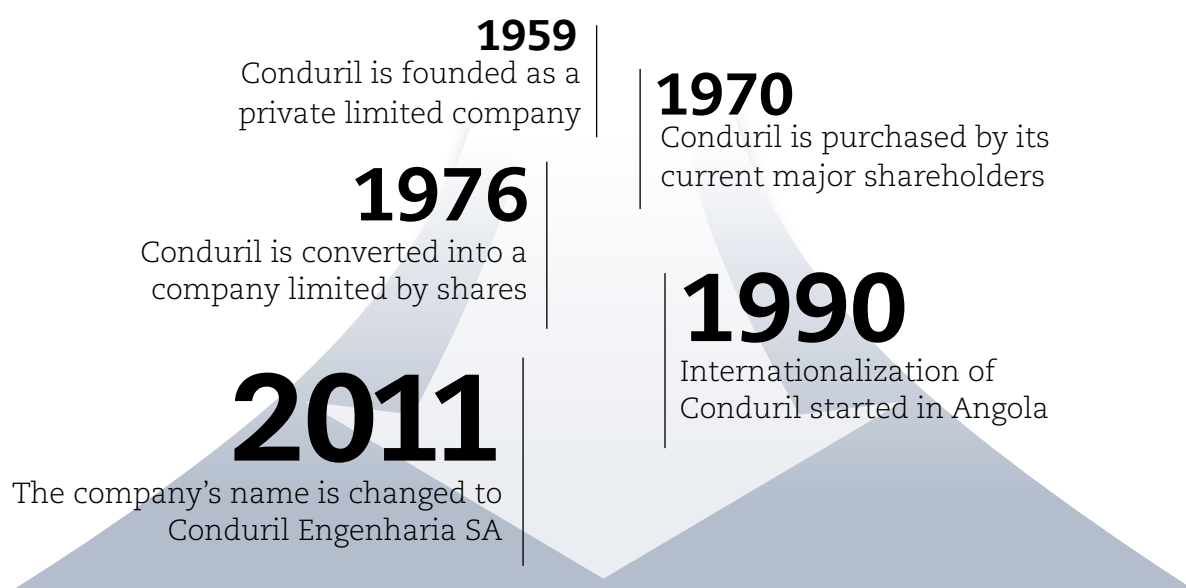 1959
Conduril is founded as a
private limited company
1970
Conduril is purchased by its
current major shareholders
1976
Conduril is converted into a
company limited by shares
1990
Internationalization of
Conduril started in Angola
2011
The company’s name is changed to
Conduril Engenharia SA